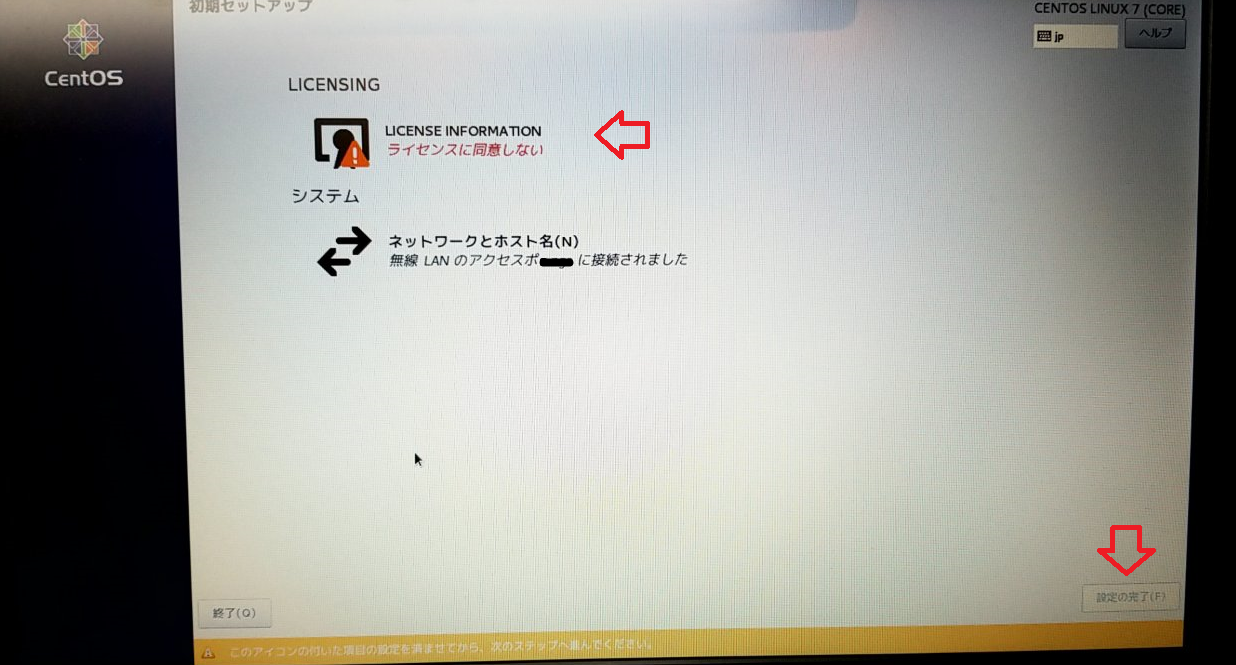 初期セットアップ
CENTOS LINUX 7 (CORE)
jp
ヘルプ
CentOS
LICENSING
LICENSE INFORMATION
ライセンスに同意しない
システム
ネットワークとホスト名(N)
無線 LAN のアクセスポ に接続されました
終了(Q)
設定の完了(F)
このアイコンの付いた項目の設定を済ませてから、次のステップへ進んでください。